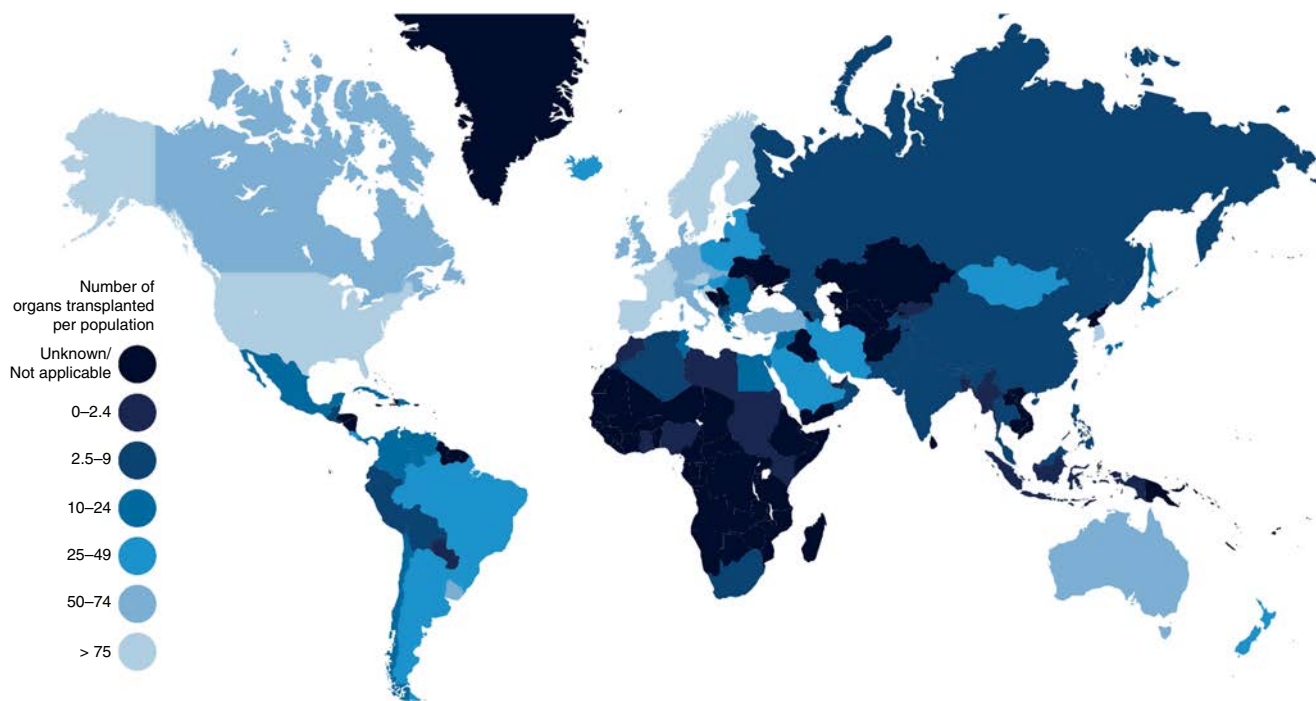 Number of
organs transplanted
per population
Unknown/
Not applicable
0–2.4
2.5–9
10–24
25–49
50–74
> 75